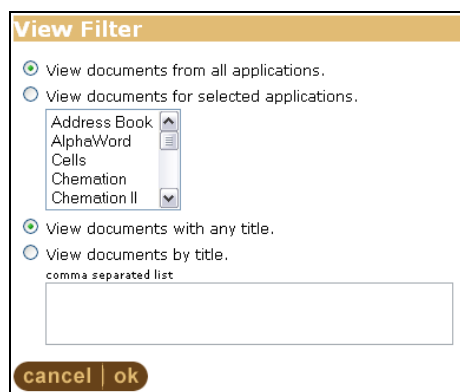 View Filter
View documents from all applications.
View documents for selected applications.
Address Book
AlphaWord
Cells
Chemation
Chemation II
View documents with any title.
View documents by title.
comma separated list
cancel | ok